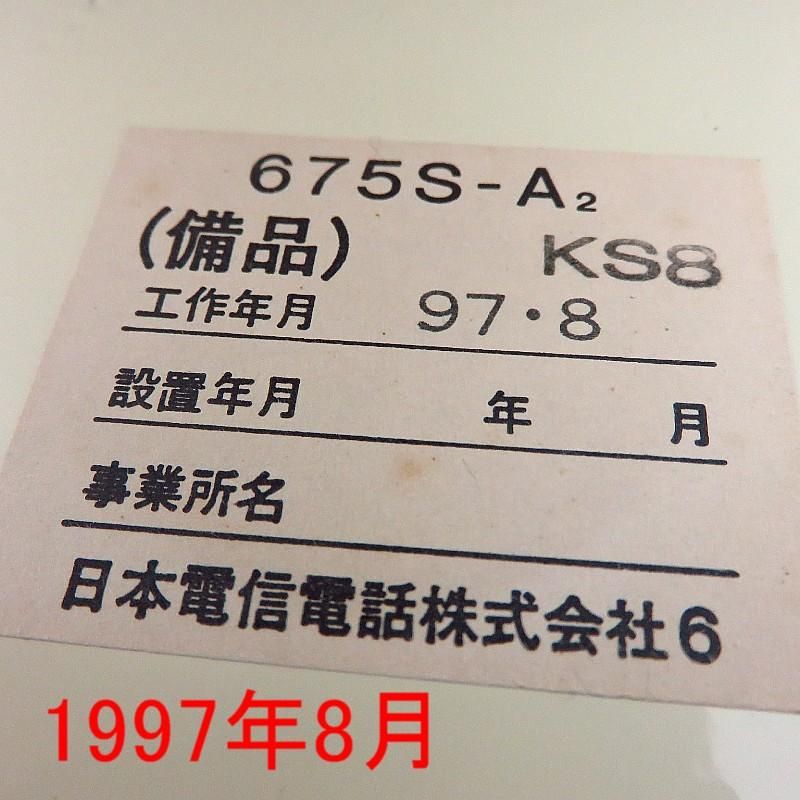 675S-A₂
(備品) KS8
工作年月 97・8
設置年月 年 月
事業所名
日本電信電話株式会社6
1997年8月